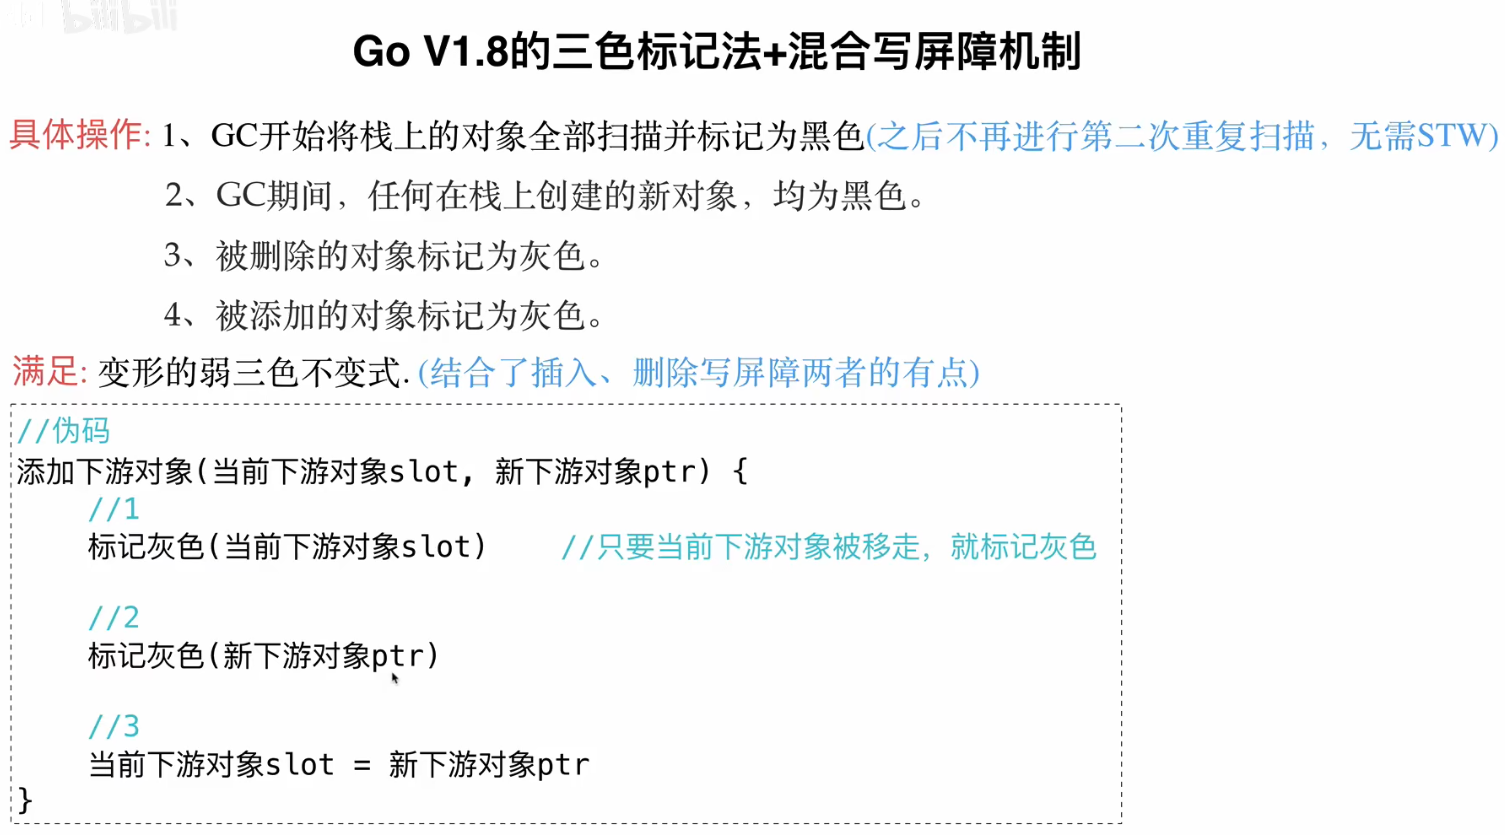 bilibili
Go V1.8的三色标记法+混合写屏障机制
具体操作: 1、GC开始将栈上的对象全部扫描并标记为黑色(之后不再进行第二次重复扫描，无需STW)
2、GC期间，任何在栈上创建的新对象，均为黑色。
3、被删除的对象标记为灰色。
4、被添加的对象标记为灰色。
满足: 变形的弱三色不变式. (结合了插入、删除写屏障两者的有点)
//伪码
添加下游对象(当前下游对象slot, 新下游对象ptr) {
//1
标记灰色(当前下游对象slot) //只要当前下游对象被移走，就标记灰色
//2
标记灰色(新下游对象ptr)
//3
当前下游对象slot = 新下游对象ptr
}